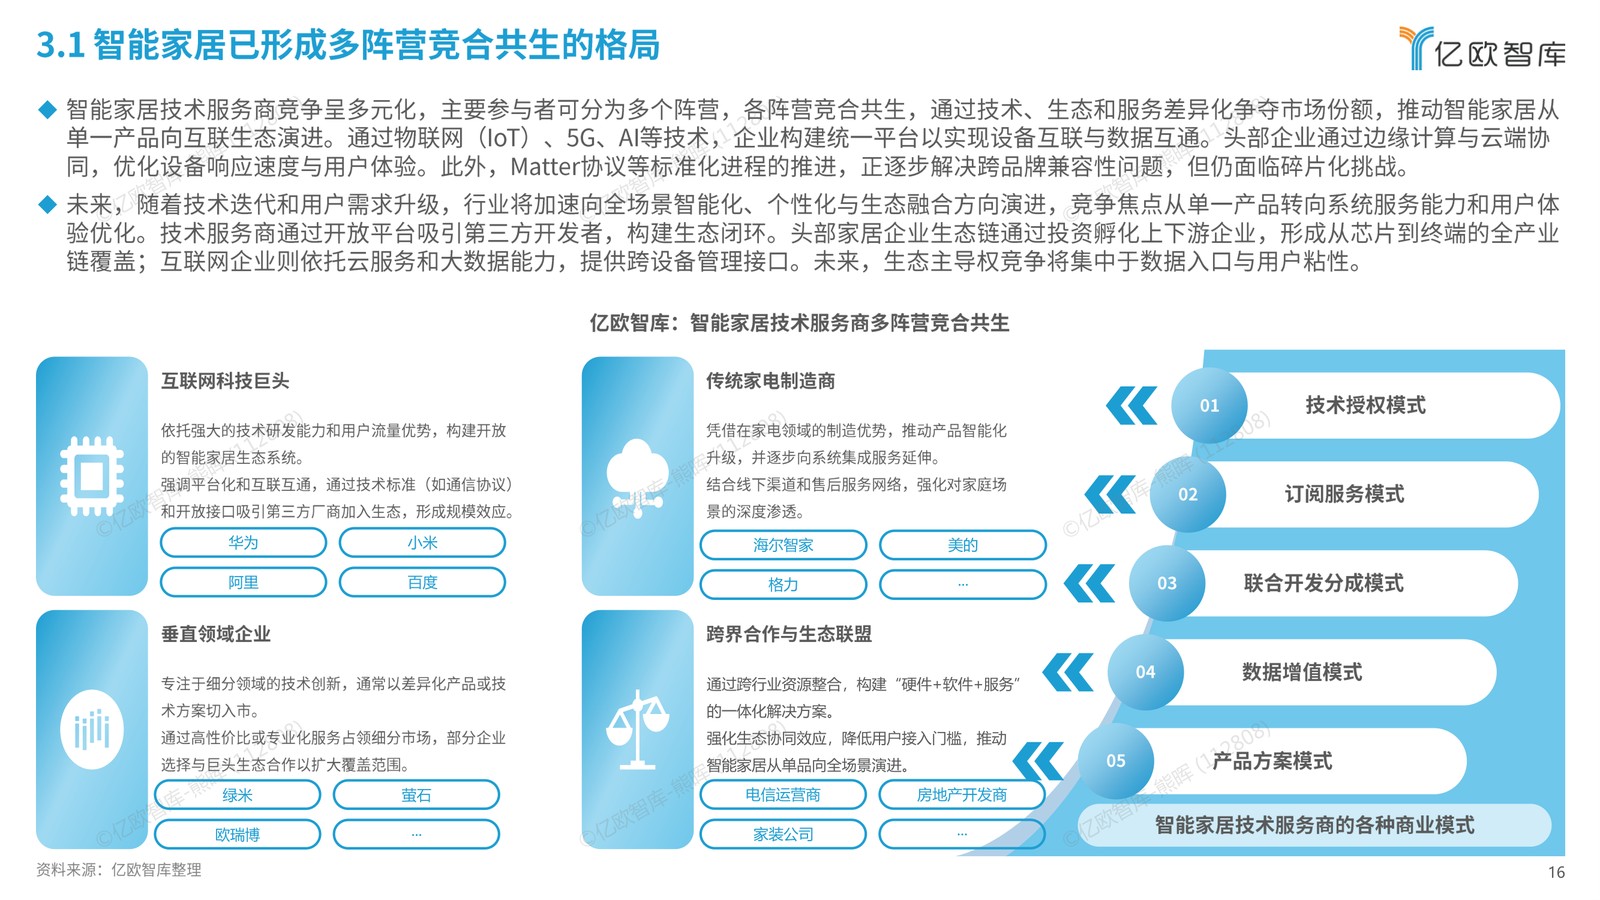 3.1 智能家居已形成多阵营竞合共生的格局
亿欧智库
◆ 智能家居技术服务商竞争呈多元化，主要参与者可分为多个阵营，各阵营竞合共生，通过技术、生态和服务差异化争夺市场份额，推动智能家居从
单一产品向互联生态演进。通过物联网（IoT）、5G、AI等技术，企业构建统一平台以实现设备互联与数据互通。头部企业通过边缘计算与云端协
同，优化设备响应速度与用户体验。此外，Matter协议等标准化进程的推进，正逐步解决跨品牌兼容性问题，但仍面临碎片化挑战。
◆ 未来，随着技术迭代和用户需求升级，行业将加速向全场景智能化、个性化与生态融合方向演进，竞争焦点从单一产品转向系统服务能力和用户体
验优化。技术服务商通过开放平台吸引第三方开发者，构建生态闭环。头部家居企业生态链通过投资孵化上下游企业，形成从芯片到终端的全产业
链覆盖；互联网企业则依托云服务和大数据能力，提供跨设备管理接口。未来，生态主导权竞争将集中于数据入口与用户粘性。
亿欧智库：智能家居技术服务商多阵营竞合共生
互联网科技巨头
依托强大的技术研发能力和用户流量优势，构建开放
的智能家居生态系统。
强调平台化和互联互通，通过技术标准（如通信协议）
和开放接口吸引第三方厂商加入生态，形成规模效应。
华为
小米
阿里
百度
传统家电制造商
凭借在家电领域的制造优势，推动产品智能化
升级，并逐步向系统集成服务延伸。
结合线下渠道和售后服务网络，强化对家庭场
景的深度渗透。
海尔智家
美的
格力
...
垂直领域企业
专注于细分领域的技术创新，通常以差异化产品或技
术方案切入市。
通过高性价比或专业化服务占领细分市场，部分企业
选择与巨头生态合作以扩大覆盖范围。
绿米
萤石
欧瑞博
...
跨界合作与生态联盟
通过跨行业资源整合，构建“硬件+软件+服务”
的一体化解决方案。
强化生态协同效应，降低用户接入门槛，推动
智能家居从单品向全场景演进。
电信运营商
房地产开发商
家装公司
...
01
技术授权模式
02
订阅服务模式
03
联合开发分成模式
04
数据增值模式
05
产品方案模式
智能家居技术服务商的各种商业模式
资料来源：亿欧智库整理
16
©亿欧智库-熊晖 (112808)